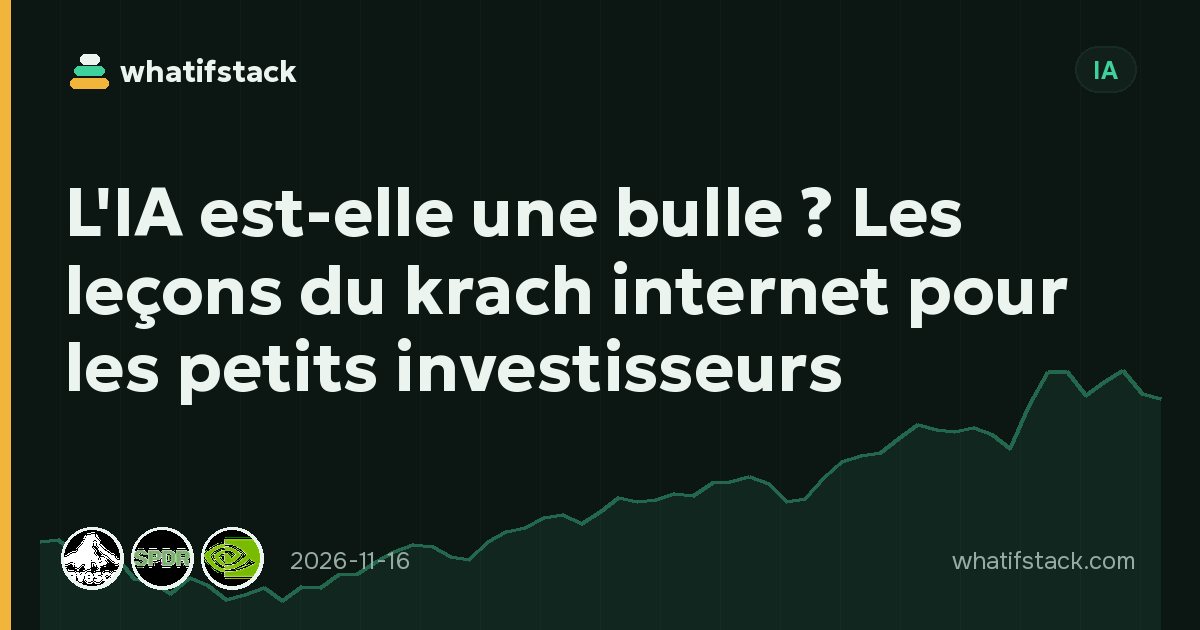 whatifstack
IA
L'IA est-elle une bulle ? Les
leçons du krach internet pour
les petits investisseurs
SPDR
2026-11-16
whatifstack.com